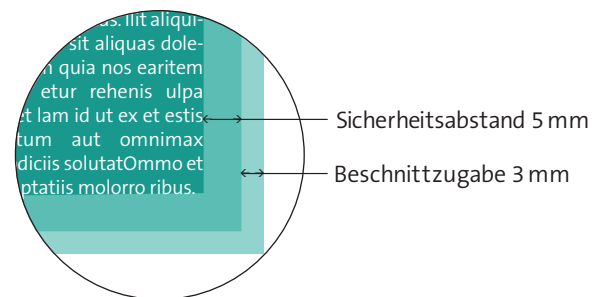 us. Ilit aliqui-
sit aliquas dole-
quia nos earitem
etur rehenis ulpa
et lam id ut ex et estis
tum aut omnimax
diciis solutatOmmo et
ptatiis molorro ribus.
Sicherheitsabstand 5 mm
Beschnittzugabe 3 mm